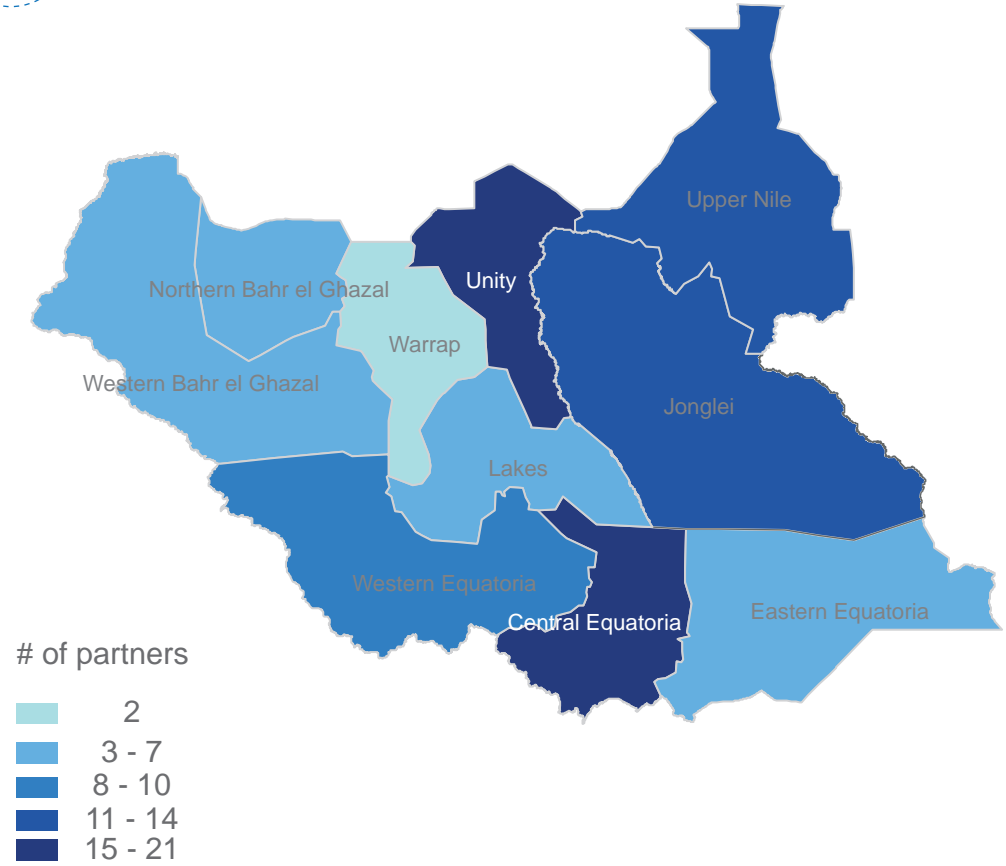 Upper Nile
Unity
Northern Bahr el Ghazal
Warrap
Western Bahr el Ghazal
Jonglei
Lakes
Western Equatoria
Eastern Equatoria
Central Equatoria
# of partners
2
3 - 7
8 - 10
11 - 14
15 - 21